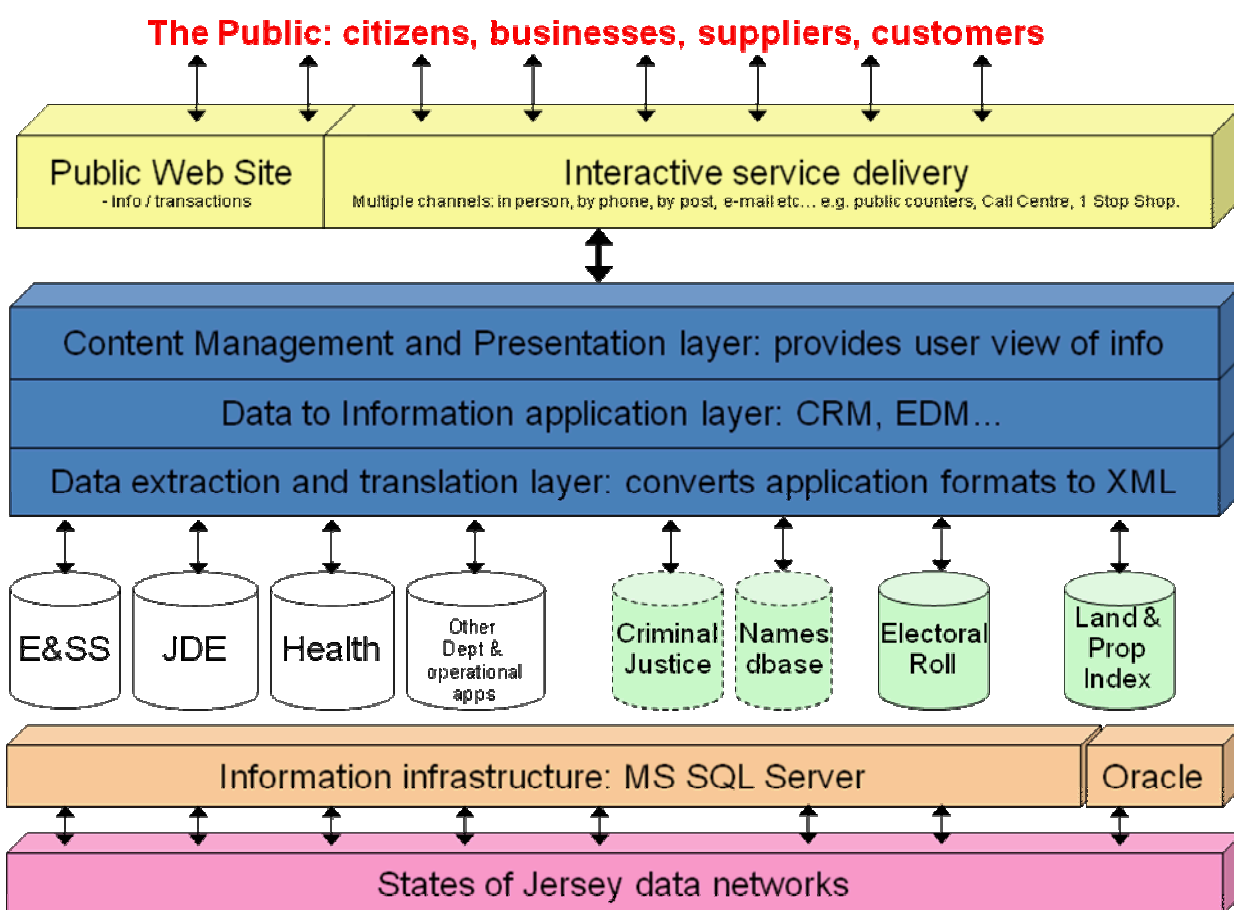 The Public: citizens, businesses, suppliers, customers
Public Web Site
- Info / transactions
Interactive service delivery
Multiple channels: in person, by phone, by post, e-mail etc... e.g. public counters, Call Centre, 1 Stop Shop.
Content Management and Presentation layer: provides user view of info
Data to Information application layer: CRM, EDM...
Data extraction and translation layer: converts application formats to XML
E&SS
JDE
Health
Other
Dept &
operational
apps
Criminal
Justice
Names
dbase
Electoral
Roll
Land &
Prop
Index
Information infrastructure: MS SQL Server
Oracle
States of Jersey data networks